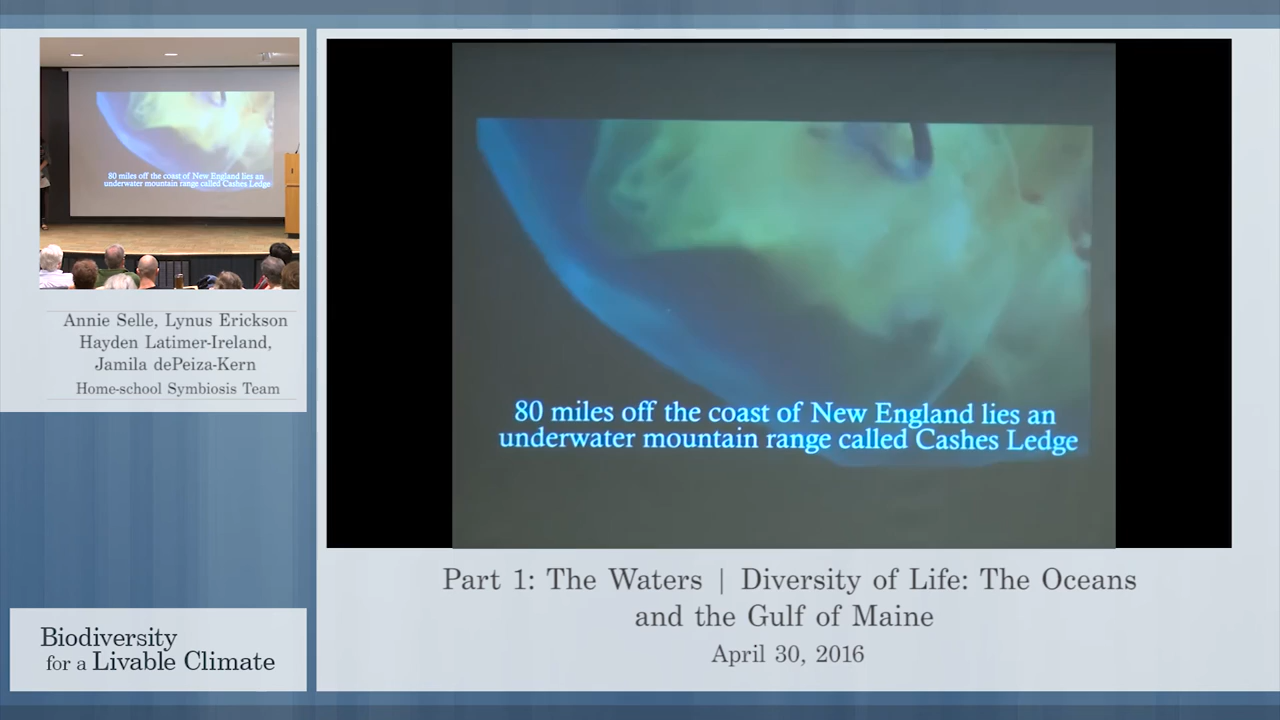 80 miles off the coast of New England lies an
underwater mountain range called Cashes Ledge
Annie Selle, Lynus Erickson
Hayden Latimer-Ireland,
Jamila dePeiza-Kern
Home-school Symbiosis Team
80 miles off the coast of New England lies an
underwater mountain range called Cashes Ledge
Part 1: The Waters | Diversity of Life: The Oceans
and the Gulf of Maine
April 30, 2016
Biodiversity
for a Livable Climate